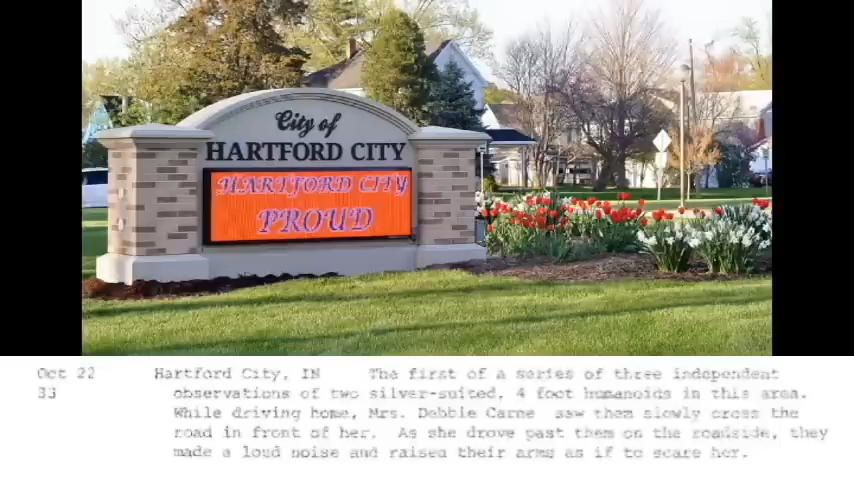 City of
HARTFORD CITY
HARTFORD CITY
PROUD
Oct 22 Hartford City, IN The first of a series of three independent
33 observations of two silver-suited, 4 foot humanoids in this area.
While driving home, Mrs. Debbie Carne saw them slowly cross the
road in front of her. As she drove past them on the roadside, they
made a loud noise and raised their arms as if to scare her.